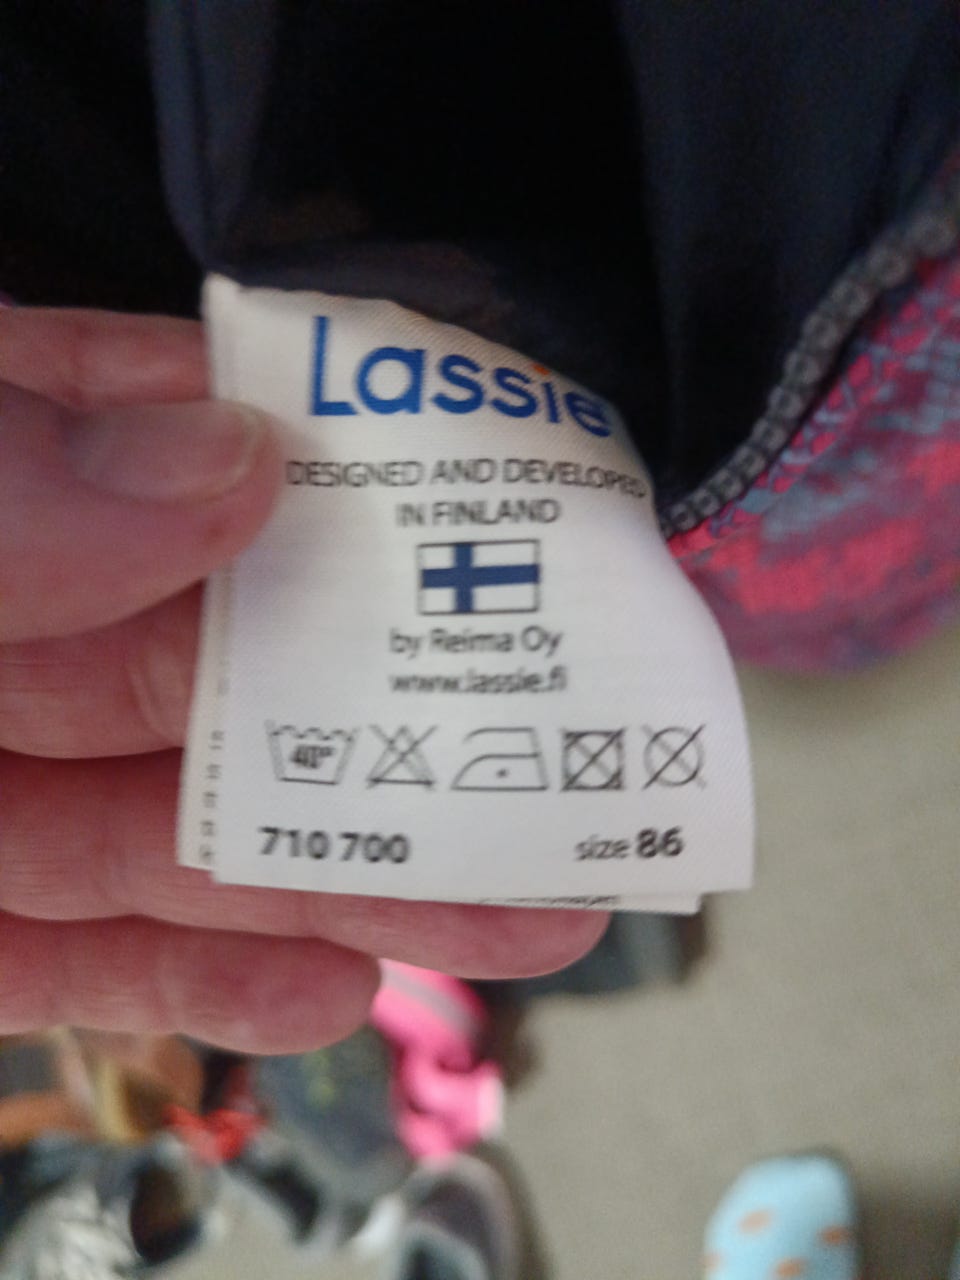 Lassie
DESIGNED AND DEVELOPED
IN FINLAND
by Reima Oy
www.lassie.fi
40°
710 700
size 86